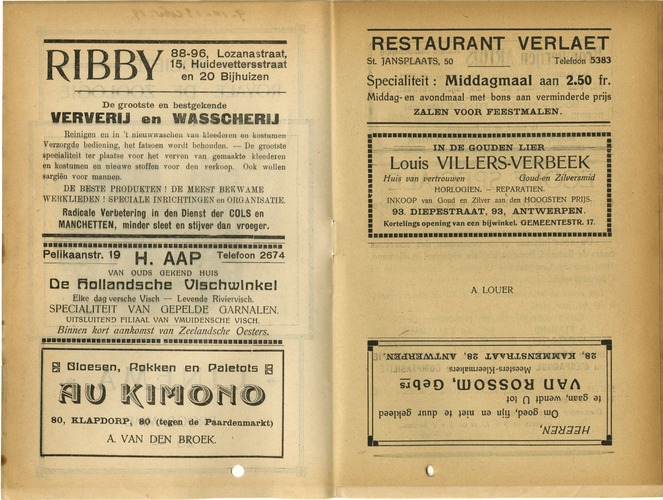 RIBBY
88-96, Lozanastraat,
15, Huidevettersstraat
en 20 Bijhuizen
De grootste en bestgekende
VERVERIJ en WASSCHERIJ
Reinigen en in 't nieuwwaschen van kleederen en kostumen
Verzorgde bediening, het fatsoen wordt behouden. — De grootste
specialiteit ter plaatse voor het verven van gemaakte kleederen
en kostumen en nieuwe stoffen voor den verkoop. Ook wollen
sargiën voor mannen.
DE BESTE PRODUKTEN! DE MEEST BEKWAME
WERKLIEDEN! SPECIALE INRICHTINGEN en ORGANISATIE.
Radicale Verbetering in den Dienst der COLS en
MANCHETTEN, minder sleet en stijver dan vroeger.
Pelikaanstr. 19 H. AAP Telefoon 2674
VAN OUDS GEKEND HUIS
De Hollandsche Vischwinkel
Elke dag versche Visch — Levende Riviervisch.
SPECIALITEIT VAN GEPELDE GARNALEN.
UITSLUITEND FILIAAL VAN YMUIDENSCHE VISCH.
Binnen kort aankomst van Zeelandsche Oesters.
Bloesen, Rokken en Paletots
AU KIMONO
80, KLAPDORP, 80 (tegen de Paardenmarkt)
A. VAN DEN BROEK.
RESTAURANT VERLAET
St. JANSPLAATS, 50 Telefoon 5383
Specialiteit: Middagmaal aan 2.50 fr.
Middag- en avondmaal met bons aan verminderde prijs
ZALEN VOOR FEESTMALEN.
IN DE GOUDEN LIER
Louis VILLERS-VERBEEK
Huis van vertrouwen Goud-en Zilversmid
HORLOGIEN. – REPARATIEN.
INKOOP van Goud en Zilver aan den HOOGSTEN PRIJS.
93. DIEPESTRAAT, 93, ANTWERPEN.
Kortelings opening van een bijwinkel. GEMEENTESTR. 17.
A LOUER
HEEREN,
Om goed, fijn en niet te duur gekleed
te gaan, wendt U tot
VAN ROSSOM, Gebrs
Meesters-Kleermakers
28, KAMMENSTRAAT 28, ANTWERPEN.